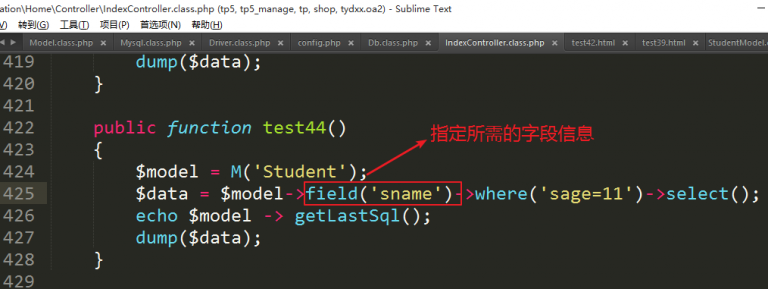 ation\Home\Controller\IndexController.class.php (tp5, tp5_manage, tp, shop, tydxx.oa2) - Sublime Text
V) 转到(G) 工具(T) 项目(P) 首选项(N) 帮助(H)
Model.class.php × Mysql.class.php × Driver.class.php × config.php × Db.class.php × IndexController.class.php × test42.html × test39.html × StudentModel.
419 dump($data);
420 }
421
422 public function test44()
指定所需的字段信息
423 {
424 $model = M('Student');
425 $data = $model->field('sname')->where('sage=11')->select();
426 echo $model -> getLastSql();
427 dump($data);
428 }
429